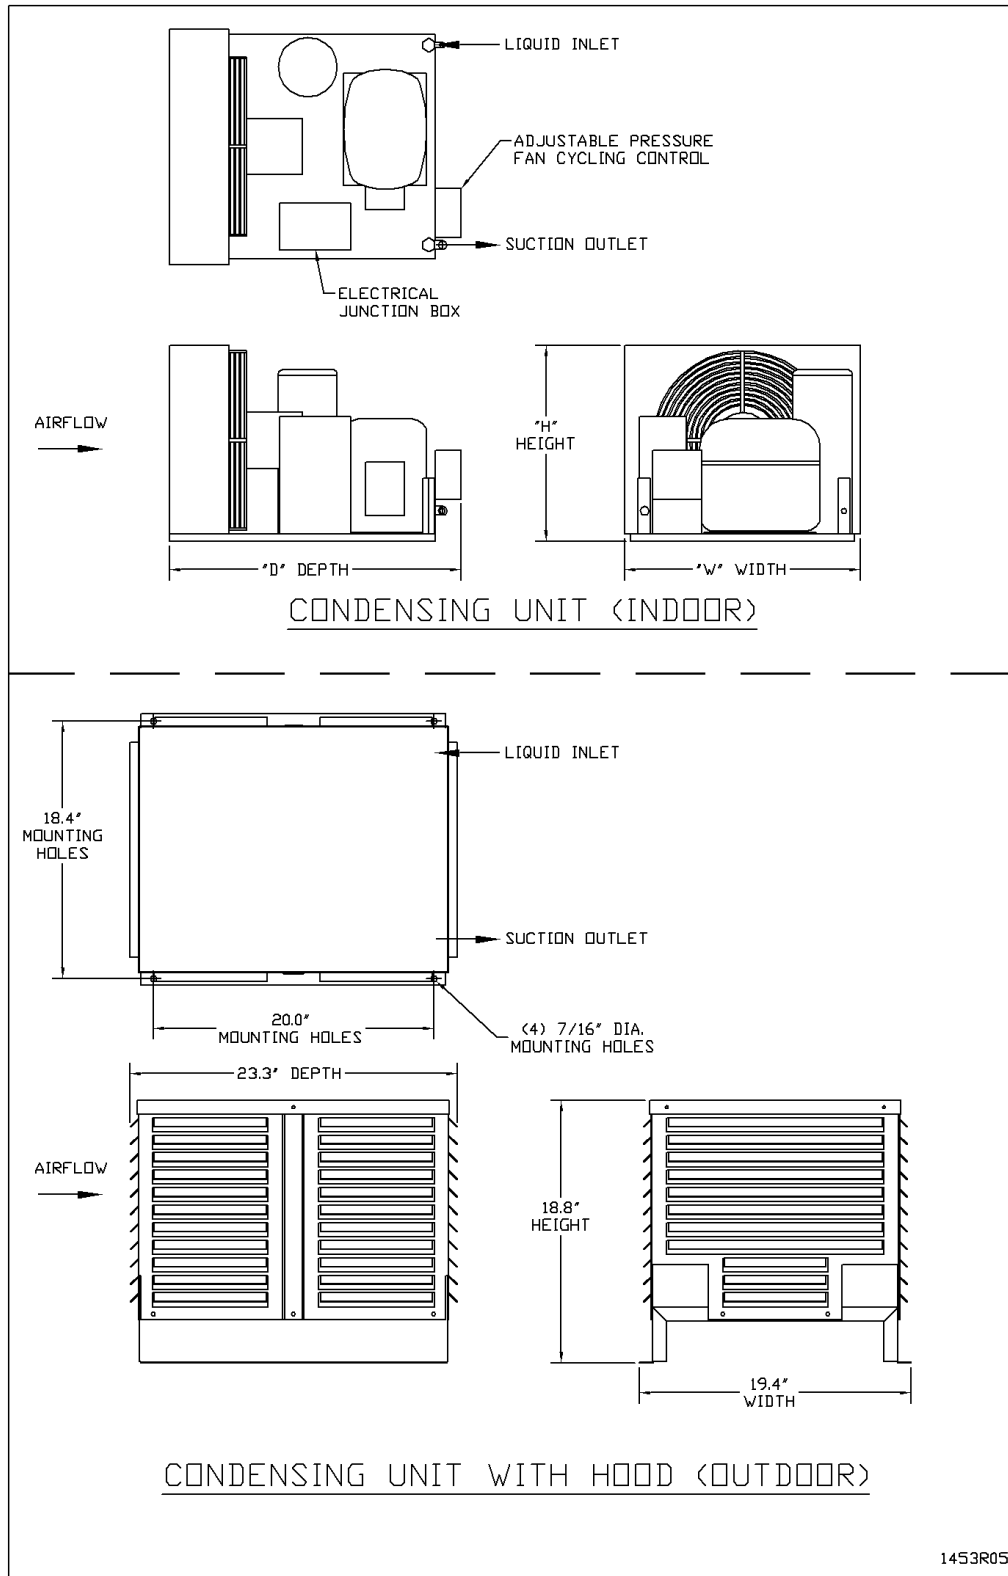 LIQUID INLET
ADJUSTABLE PRESSURE
FAN CYCLING CONTROL
SUCTION OUTLET
ELECTRICAL
JUNCTION BOX
AIRFLOW
"H"
HEIGHT
"D" DEPTH
"W" WIDTH
CONDENSING UNIT (INDOOR)
LIQUID INLET
18.4"
MOUNTING
HOLES
SUCTION OUTLET
20.0"
MOUNTING HOLES
(4) 7/16" DIA.
MOUNTING HOLES
23.3" DEPTH
AIRFLOW
18.8"
HEIGHT
19.4"
WIDTH
CONDENSING UNIT WITH HOOD (OUTDOOR)
1453R05